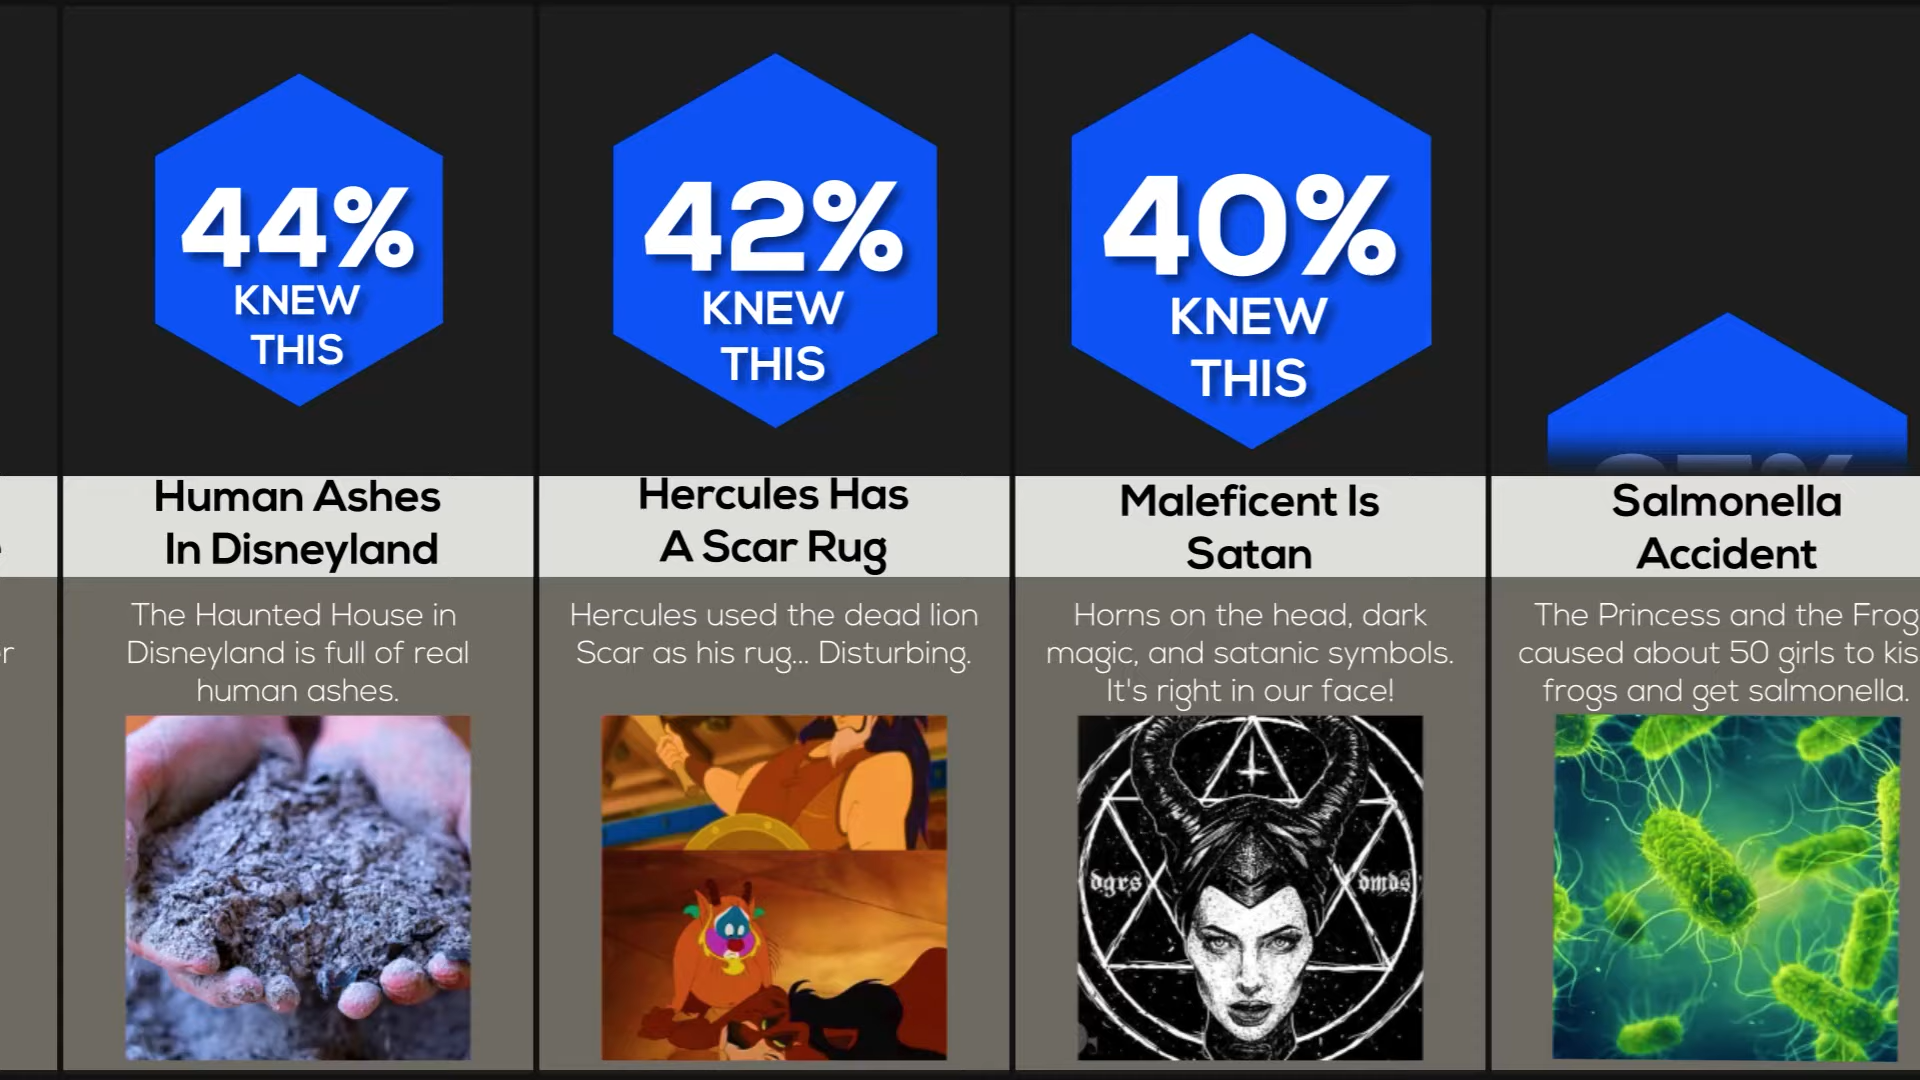 44%
KNEW
THIS
Human Ashes
In Disneyland
The Haunted House in
Disneyland is full of real
human ashes.
42%
KNEW
THIS
Hercules Has
A Scar Rug
Hercules used the dead lion
Scar as his rug... Disturbing.
40%
KNEW
THIS
Maleficent Is
Satan
Horns on the head, dark
magic, and satanic symbols.
It's right in our face!
dgrs
dmds
Salmonella
Accident
The Princess and the Frog
caused about 50 girls to kis
frogs and get salmonella.